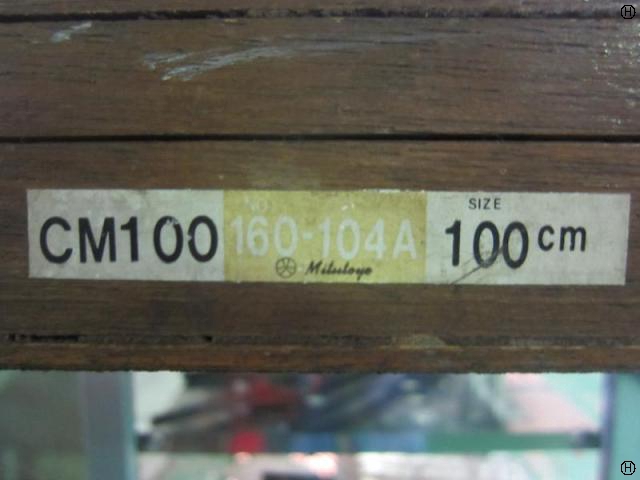 CM100
NO.
160-104A
Mitutoyo
SIZE
100cm
H
H